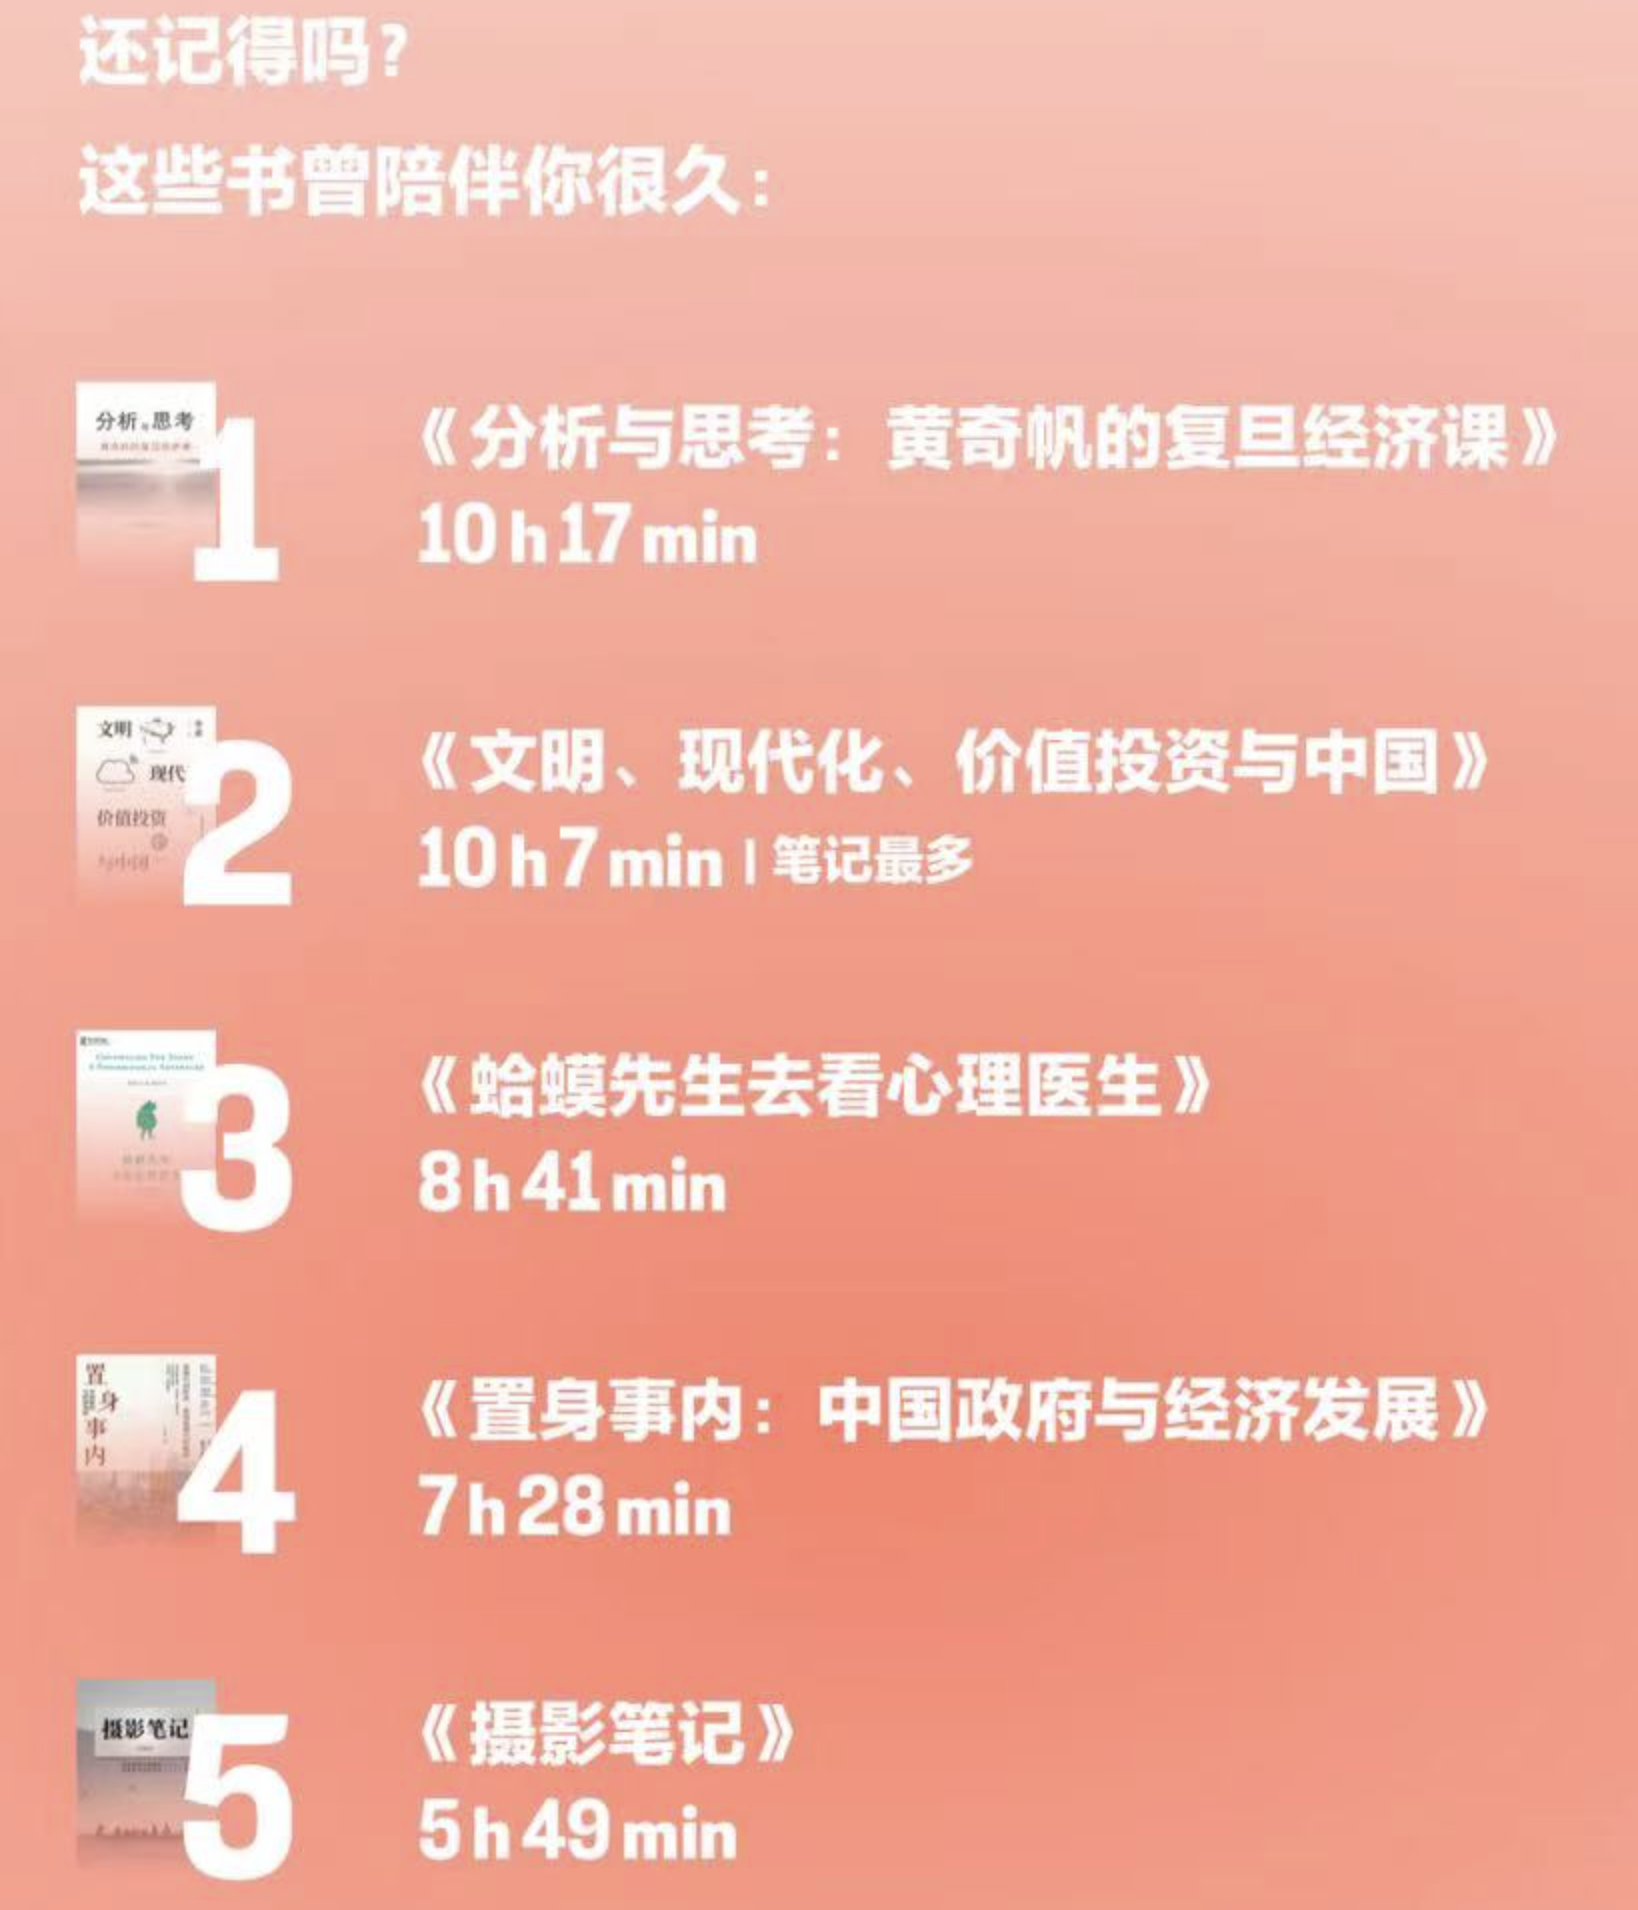 还记得吗?
这些书曾陪伴你很久:
分析与思考
1
《分析与思考：黄奇帆的复旦经济课》
10 h 17 min
文明
现代
价值投资
与中国
2
《文明、现代化、价值投资与中国》
10 h 7 min | 笔记最多
3
《蛤蟆先生去看心理医生》
8 h 41 min
置身事内
4
《置身事内：中国政府与经济发展》
7 h 28 min
摄影笔记
5
《摄影笔记》
5 h 49 min